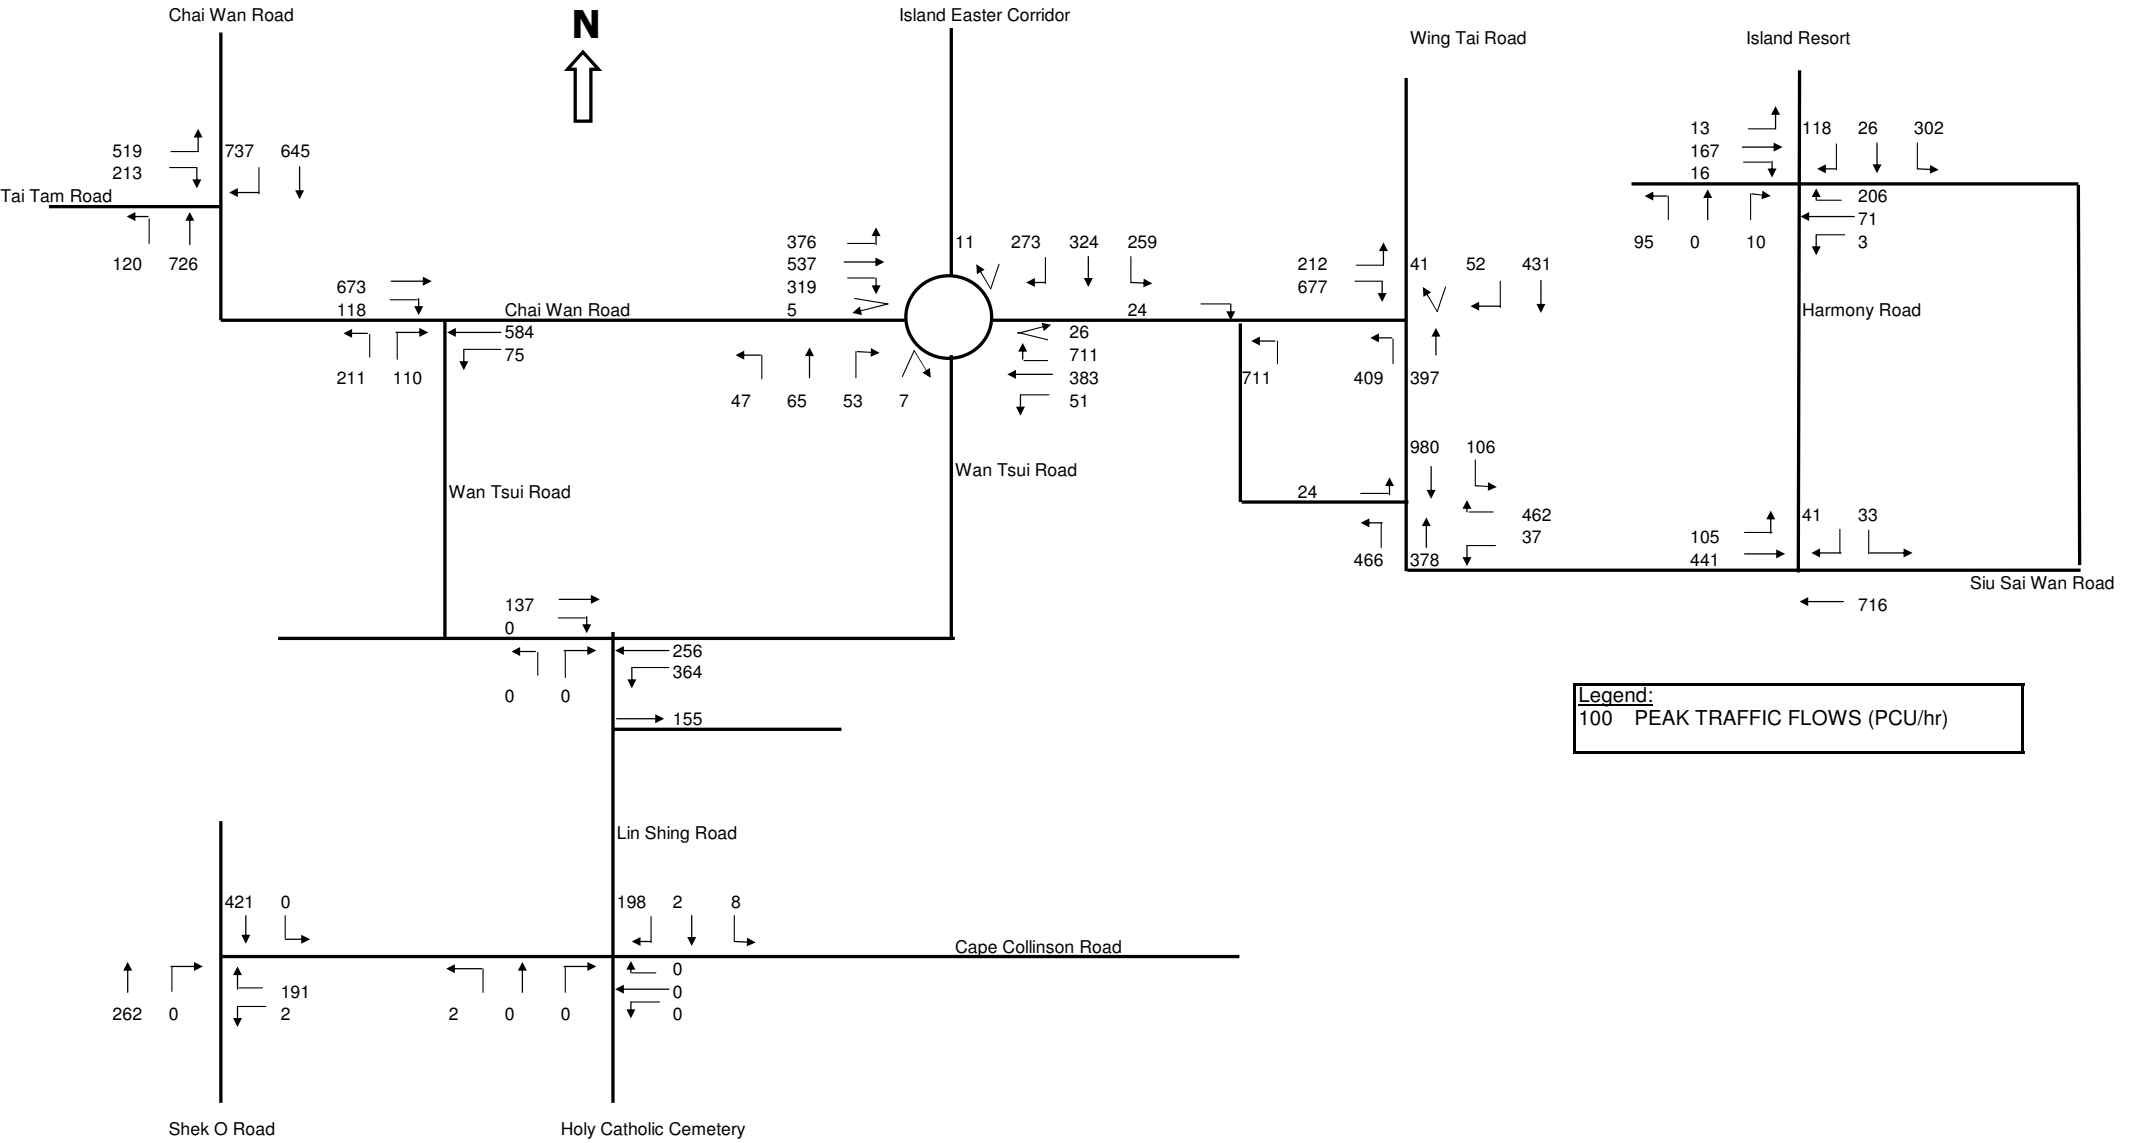 Chai Wan Road
N
Island Easter Corridor
Wing Tai Road
Island Resort
13
118 26 302
167
16
519
737 645
213
Tai Tam Road
206
71
95 0 10
3
120 726
376
11 273 324 259
537
319
5
24
212
41 52 431
677
673
118
Chai Wan Road
Harmony Road
584
75
211 110
26
711
383
51
47 65 53 7
711
409 397
980 106
Wan Tsui Road
Wan Tsui Road
24
462
37
466 378
105
41 33
441
Siu Sai Wan Road
716
137
0
256
364
0 0
155
Legend:
100 PEAK TRAFFIC FLOWS (PCU/hr)
Lin Shing Road
421 0
198 2 8
Cape Collinson Road
0
191
0
262 0
2
2 0 0
0
Shek O Road
Holy Catholic Cemetery